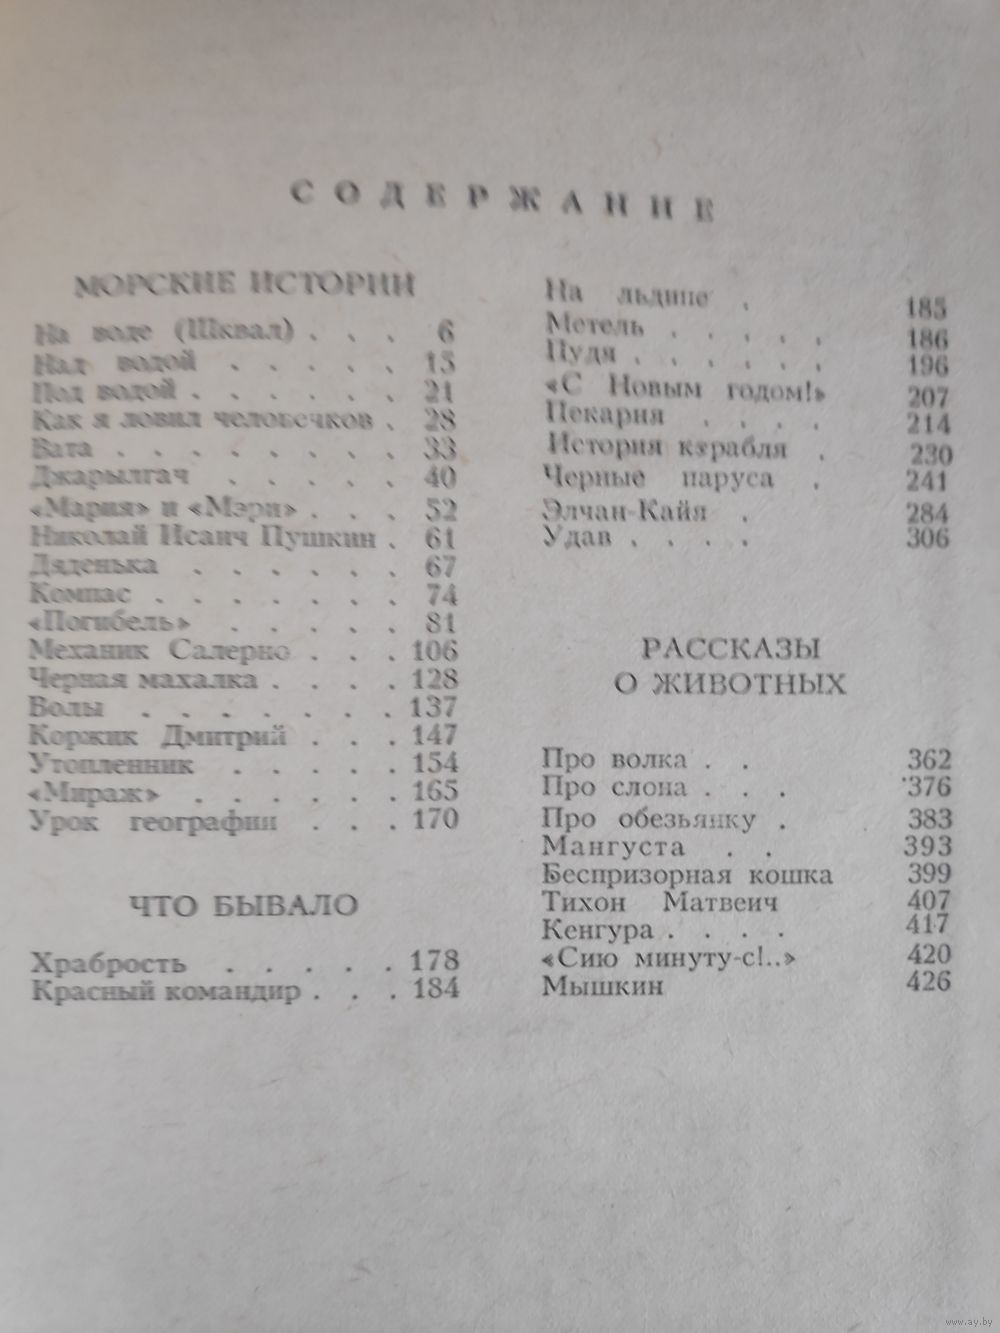 СОДЕРЖАНИЕ
МОРСКИЕ ИСТОРИИ
На воде (Шквал) . . . 6
Над водой . . . . . 15
Под водой . . . . . . 21
Как я ловил человечков . 28
Вата . . . . . . . . 33
Джарылгач . . . . . 40
«Мария» и «Мэри» . . . 52
Николай Исаич Пушкин . 61
Дяденька . . . . . . 67
Компас . . . . . . . 74
«Погибель» . . . . . 81
Механик Салерно . . . 106
Черная махалка . . . . 128
Волы . . . . . . . 137
Коржик Дмитрий . . . 147
Утопленник . . . . . 154
«Мираж» . . . . . . 165
Урок географии . . . 170
ЧТО БЫВАЛО
Храбрость . . . . . 178
Красный командир . . . 184
На льдине . 185
Метель . . . . . 186
Пудя . . . . . . 196
«С Новым годом!» 207
Пекария . . . . 214
История корабля . 230
Черные паруса . 241
Элчан-Кайя . 284
Удав . . . . 306
РАССКАЗЫ
О ЖИВОТНЫХ
Про волка . . 362
Про слона . . . 376
Про обезьянку . 383
Мангуста . . 393
Беспризорная кошка 399
Тихон Матвеич 407
Кенгура . . . . 417
«Сию минуту-с!..» 420
Мышкин 426
www.ay.by